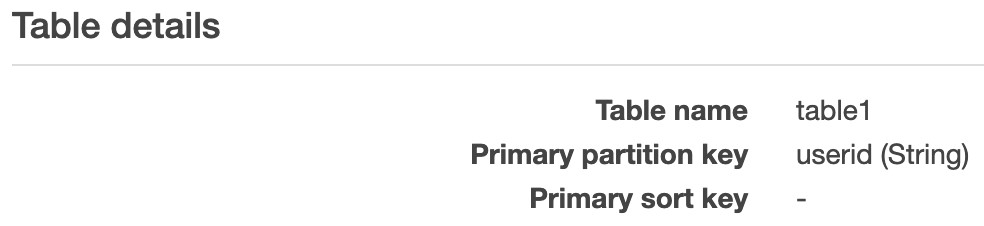 Table details
Table name table1
Primary partition key userid (String)
Primary sort key -